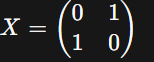 X = (0 1
1 0)